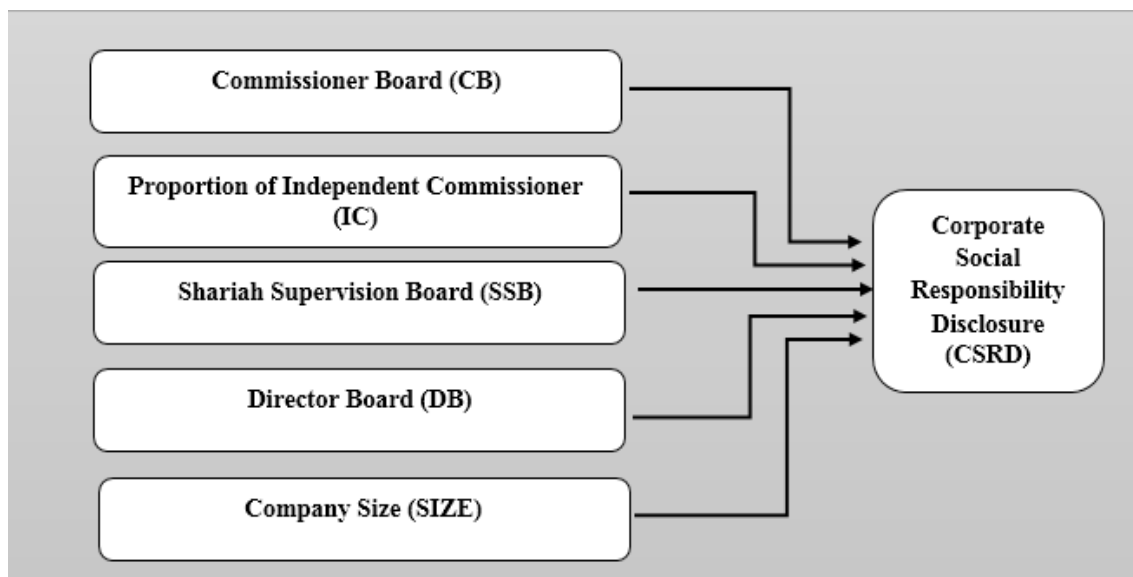 Commissioner Board (CB)
Proportion of Independent Commissioner
(IC)
Shariah Supervision Board (SSB)
Director Board (DB)
Company Size (SIZE)
Corporate
Social
Responsibility
Disclosure
(CSRD)